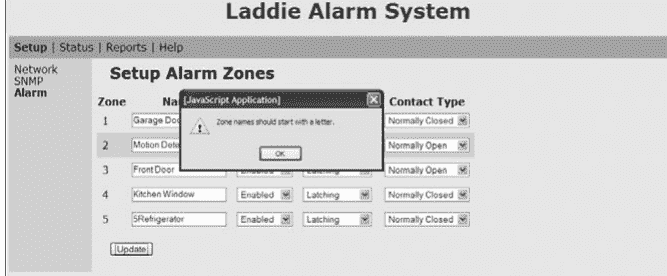 Laddie Alarm System
Setup | Status | Reports | Help
Network
SNMP
Alarm
Setup Alarm Zones
Zone Na Contact Type
[JavaScript Application]
Zone names should start with a letter.
OK
1 Garage Doo Normally Closed
2 Motion Dete Normally Open
3 Front Door Enabled Latching Normally Open
4 Kitchen Window Enabled Latching Normally Closed
5 5Refrigerator Enabled Latching Normally Closed
Update